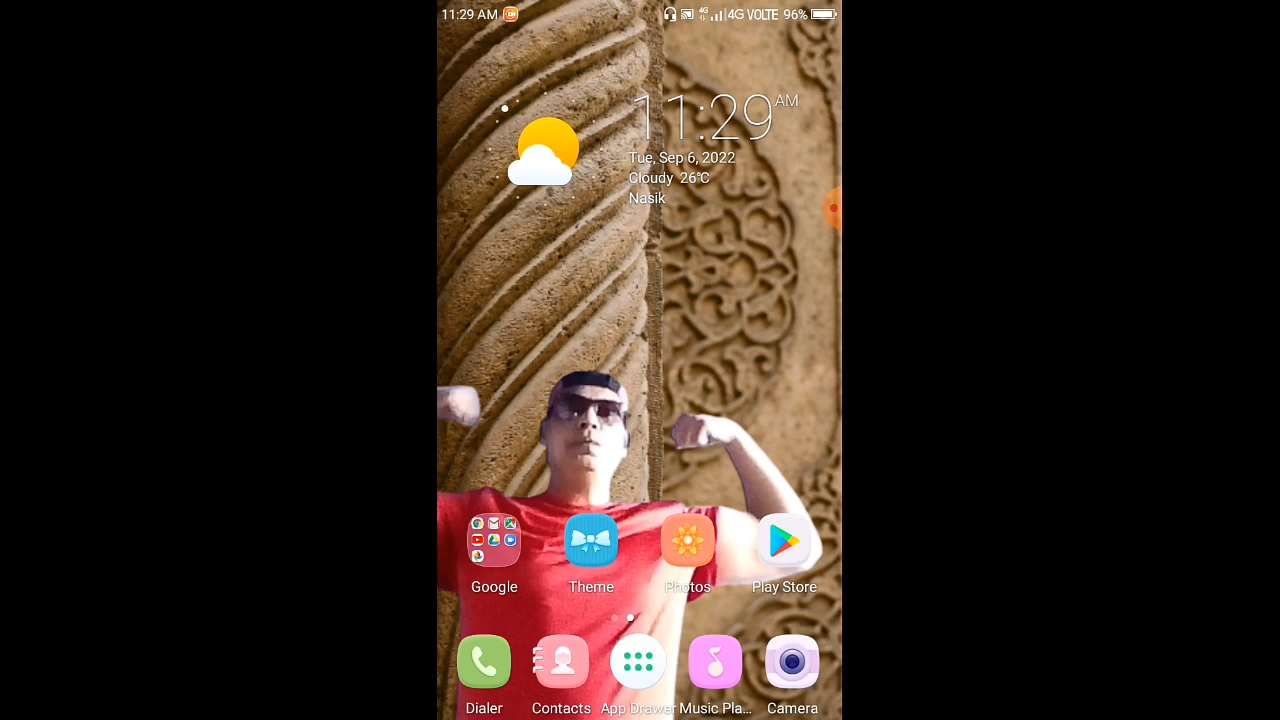 11:29 AM 4G 4G VOLTE 96%
11:29 AM
Tue, Sep 6, 2022
Cloudy 26℃
Nasik
Google Theme Photos Play Store
Dialer Contacts App Drawer Music Pla... Camera